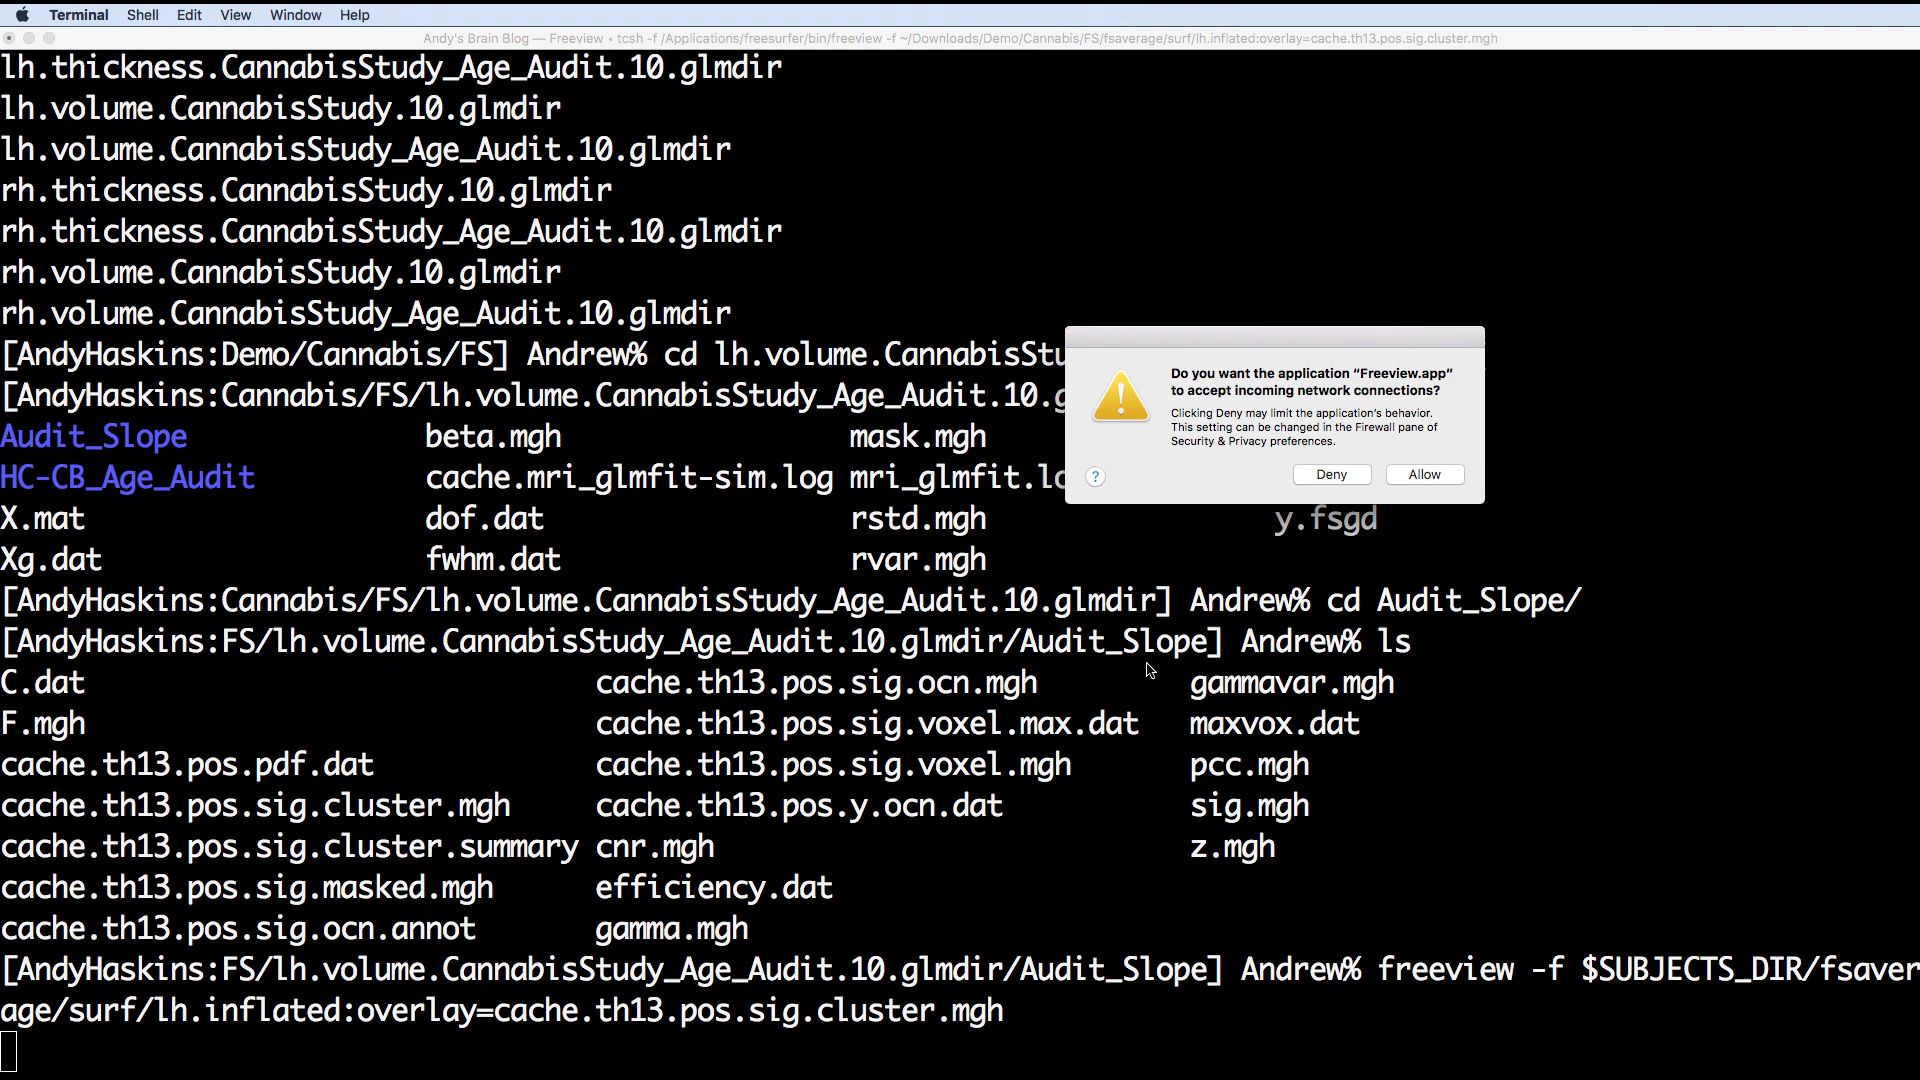 Terminal Shell Edit View Window Help
Andy's Brain Blog — Freeview ◂ tcsh -f /Applications/freesurfer/bin/freeview -f ~/Downloads/Demo/Cannabis/FS/fsaverage/surf/lh.inflated:overlay=cache.th13.pos.sig.cluster.mgh
lh.thickness.CannabisStudy_Age_Audit.10.glmdir
lh.volume.CannabisStudy.10.glmdir
lh.volume.CannabisStudy_Age_Audit.10.glmdir
rh.thickness.CannabisStudy.10.glmdir
rh.thickness.CannabisStudy_Age_Audit.10.glmdir
rh.volume.CannabisStudy.10.glmdir
rh.volume.CannabisStudy_Age_Audit.10.glmdir
[AndyHaskins:Demo/Cannabis/FS] Andrew% cd lh.volume.CannabisStu
[AndyHaskins:Cannabis/FS/lh.volume.CannabisStudy_Age_Audit.10.g
Audit_Slope beta.mgh mask.mgh
HC-CB_Age_Audit cache.mri_glmfit-sim.log mri_glmfit.lo
X.mat dof.dat rstd.mgh y.fsgd
Xg.dat fwhm.dat rvar.mgh
Do you want the application “Freeview.app”
to accept incoming network connections?
Clicking Deny may limit the application’s behavior.
This setting can be changed in the Firewall pane of
Security & Privacy preferences.
? Deny Allow
[AndyHaskins:Cannabis/FS/lh.volume.CannabisStudy_Age_Audit.10.glmdir] Andrew% cd Audit_Slope/
[AndyHaskins:FS/lh.volume.CannabisStudy_Age_Audit.10.glmdir/Audit_Slope] Andrew% ls
C.dat cache.th13.pos.sig.ocn.mgh gammavar.mgh
F.mgh cache.th13.pos.sig.voxel.max.dat maxvox.dat
cache.th13.pos.pdf.dat cache.th13.pos.sig.voxel.mgh pcc.mgh
cache.th13.pos.sig.cluster.mgh cache.th13.pos.y.ocn.dat sig.mgh
cache.th13.pos.sig.cluster.summary cnr.mgh z.mgh
cache.th13.pos.sig.masked.mgh efficiency.dat
cache.th13.pos.sig.ocn.annot gamma.mgh
[AndyHaskins:FS/lh.volume.CannabisStudy_Age_Audit.10.glmdir/Audit_Slope] Andrew% freeview -f $SUBJECTS_DIR/fsaver
age/surf/lh.inflated:overlay=cache.th13.pos.sig.cluster.mgh